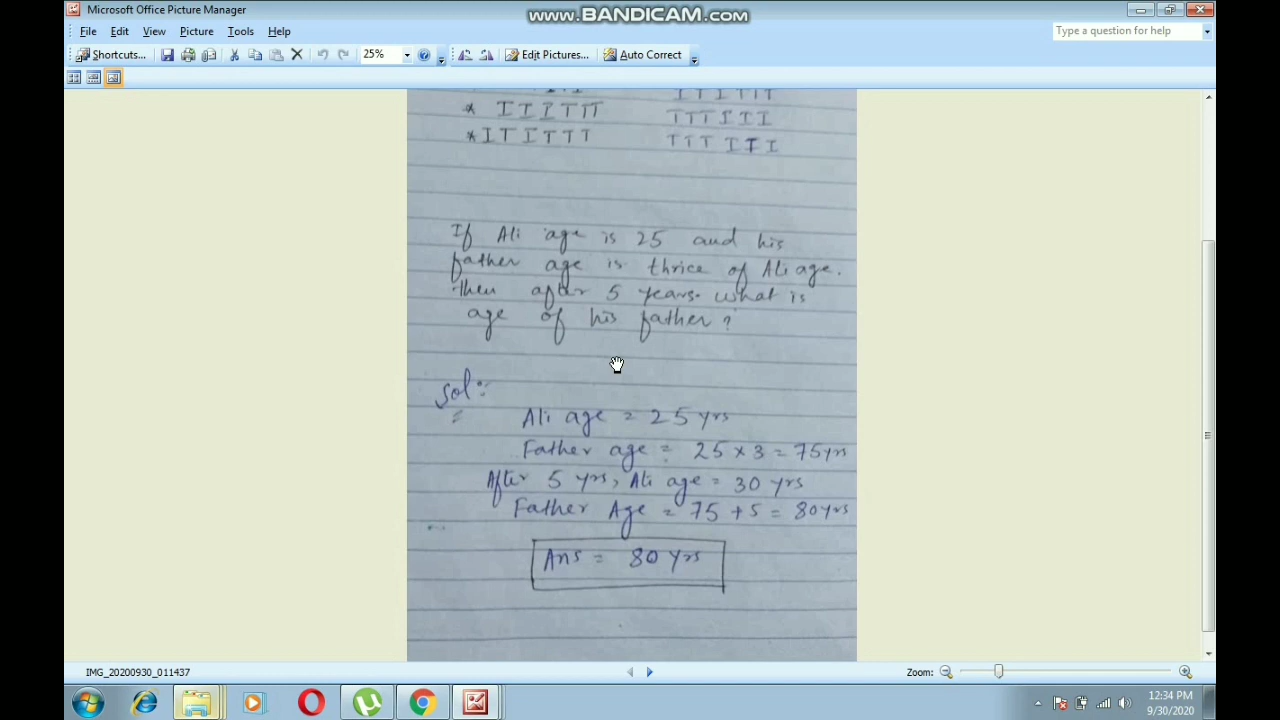 Microsoft Office Picture Manager
www.BANDICAM.com
File Edit View Picture Tools Help
Type a question for help
Shortcuts... 25% Edit Pictures... Auto Correct
* I I I T T T T T T I I I
* I T I T T T T T T I T I
If Ali age is 25 and his
father age is thrice of Ali age.
Then after 5 years. what is
age of his father?
Sol:
Ali age = 25 yrs
Father age = 25 × 3 = 75 yrs
After 5 yrs, Ali age = 30 yrs
Father Age = 75 + 5 = 80 yrs
Ans = 80 yrs
IMG_20200930_011437
Zoom:
12:34 PM
9/30/2020